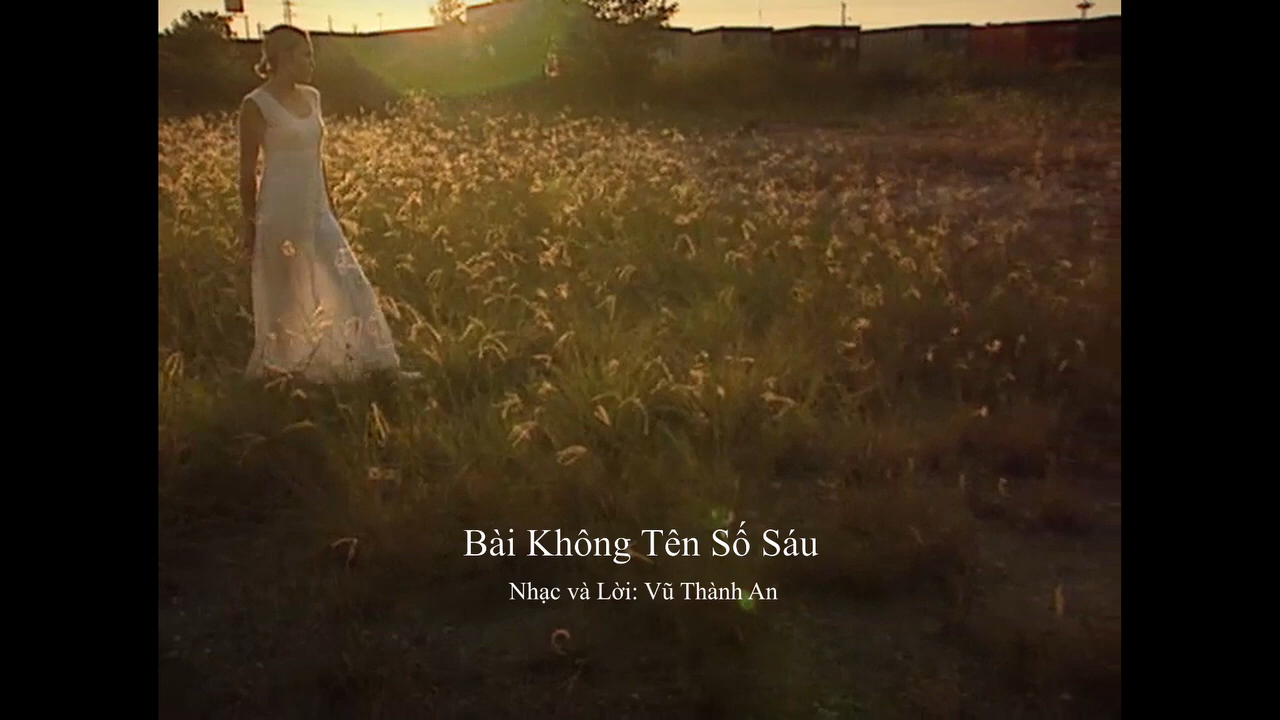 Bài Không Tên Số Sáu
Nhạc và Lời: Vũ Thành An